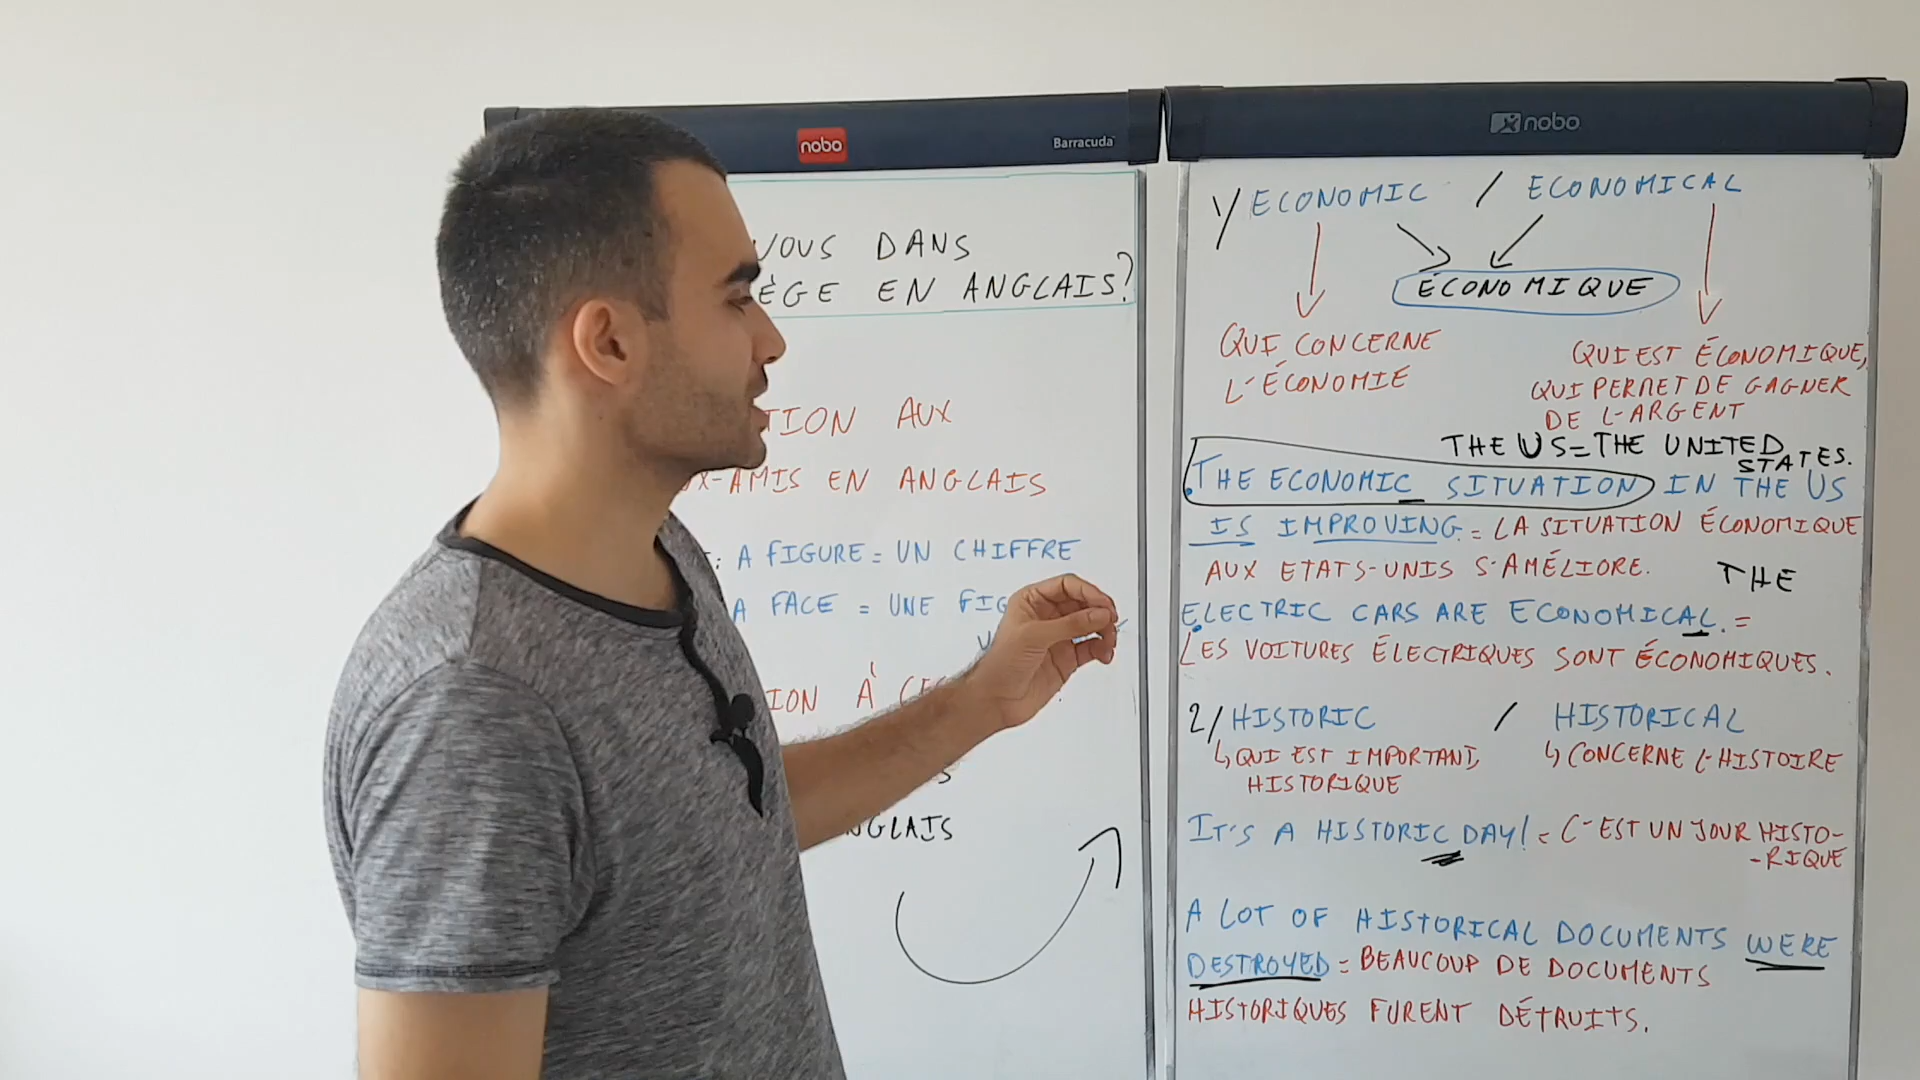 nobo
Barracuda
VOUS DANS
ÈGE EN ANGLAIS?
TION AUX
X-AMIS EN ANGLAIS
: A FIGURE = UN CHIFFRE
A FACE = UNE FIG
V
ION À CES
S
NGLAIS
nobo
1/ ECONOMIC / ECONOMICAL
ÉCONOMIQUE
QUI CONCERNE
L'ÉCONOMIE
QUI EST ÉCONOMIQUE,
QUI PERMET DE GAGNER
DE L'ARGENT
THE US = THE UNITED
STATES.
THE ECONOMIC SITUATION IN THE US
IS IMPROVING. = LA SITUATION ÉCONOMIQUE
AUX ETATS-UNIS S'AMÉLIORE.
THE
ELECTRIC CARS ARE ECONOMICAL. =
LES VOITURES ÉLECTRIQUES SONT ÉCONOMIQUES.
2/ HISTORIC / HISTORICAL
QUI EST IMPORTANT,
HISTORIQUE
CONCERNE L'HISTOIRE
IT'S A HISTORIC DAY! = C'EST UN JOUR HISTO-
-RIQUE
A LOT OF HISTORICAL DOCUMENTS WERE
DESTROYED = BEAUCOUP DE DOCUMENTS
HISTORIQUES FURENT DÉTRUITS.